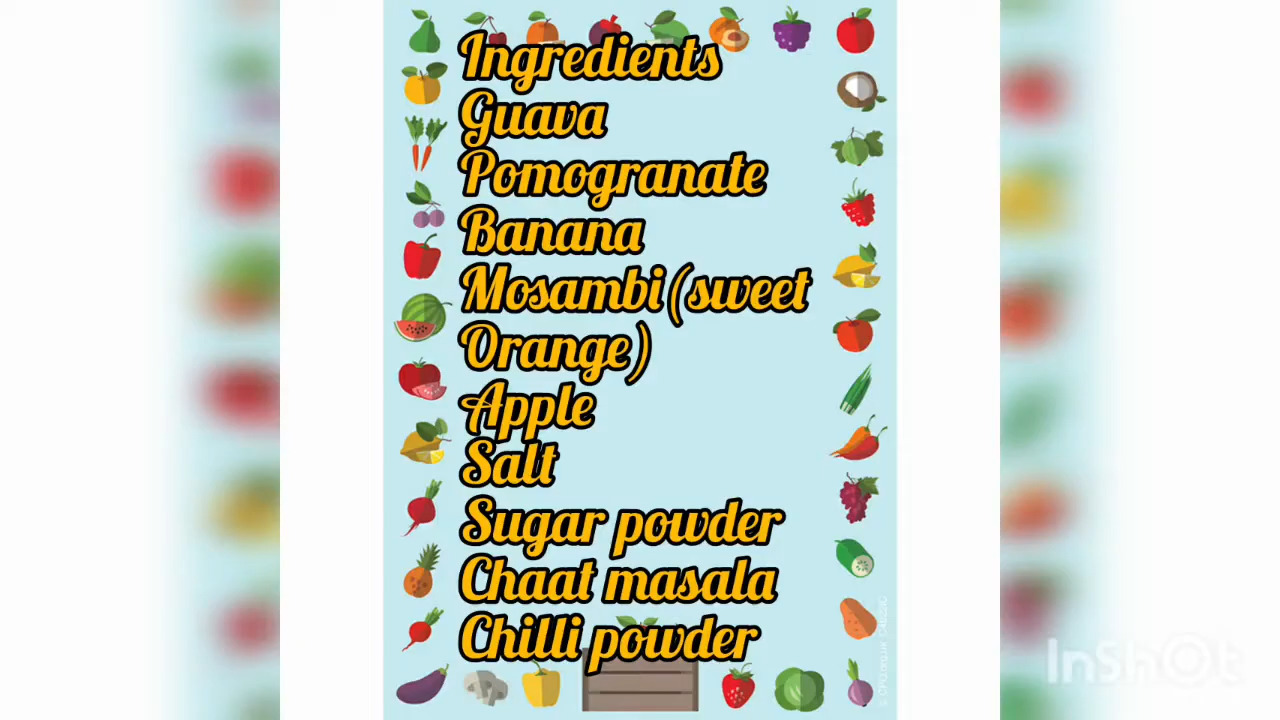 Ingredients
Guava
Pomogranate
Banana
Mosambi(sweet
Orange)
Apple
Salt
Sugar powder
Chaat masala
Chilli powder
InShOt